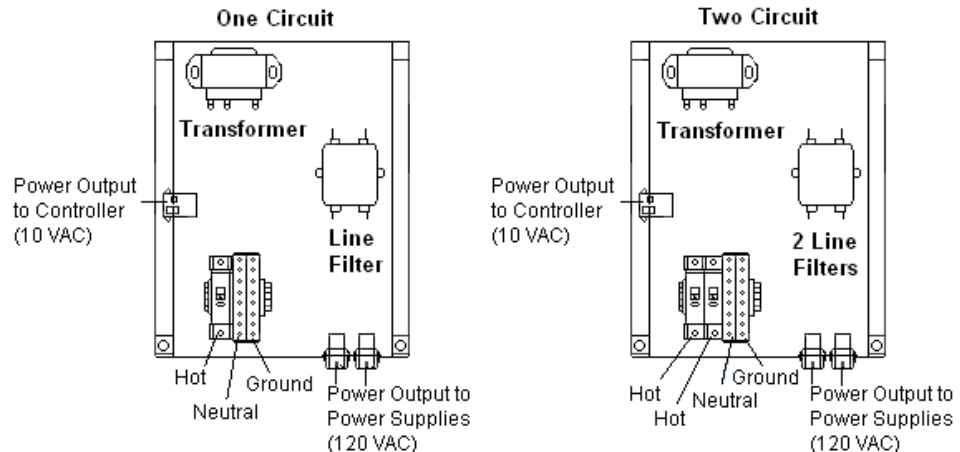 One Circuit
Transformer
Power Output
to Controller
(10 VAC)
Line
Filter
Hot
Neutral
Ground
Power Output to
Power Supplies
(120 VAC)
Two Circuit
Transformer
Power Output
to Controller
(10 VAC)
2 Line
Filters
Hot
Hot
Neutral
Ground
Power Output to
Power Supplies
(120 VAC)